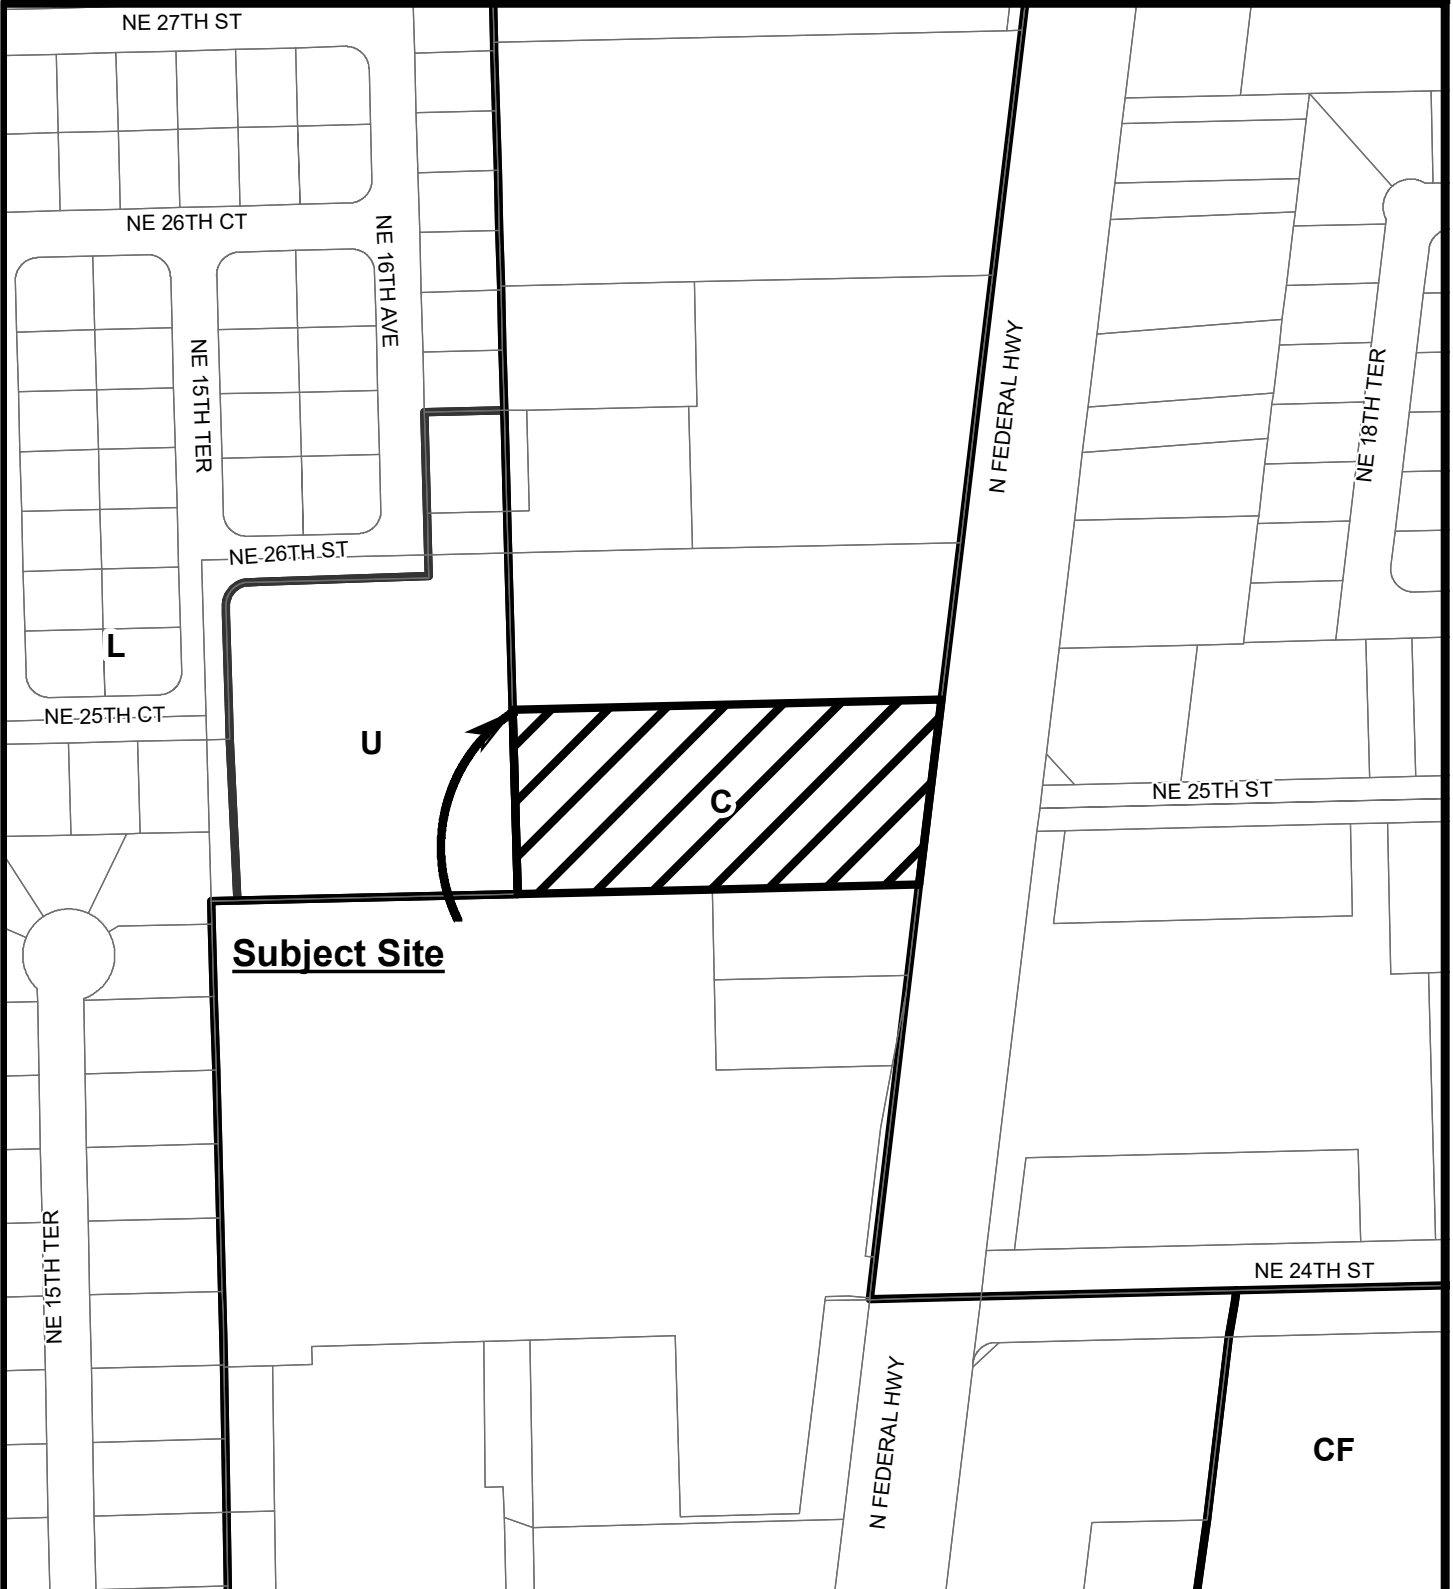 NE 27TH ST
NE 26TH CT
NE 16TH AVE
NE 15TH TER
N FEDERAL HWY
NE 18TH TER
NE 26TH ST
L
NE 25TH CT
U
C
NE 25TH ST
Subject Site
NE 15TH TER
NE 24TH ST
N FEDERAL HWY
CF